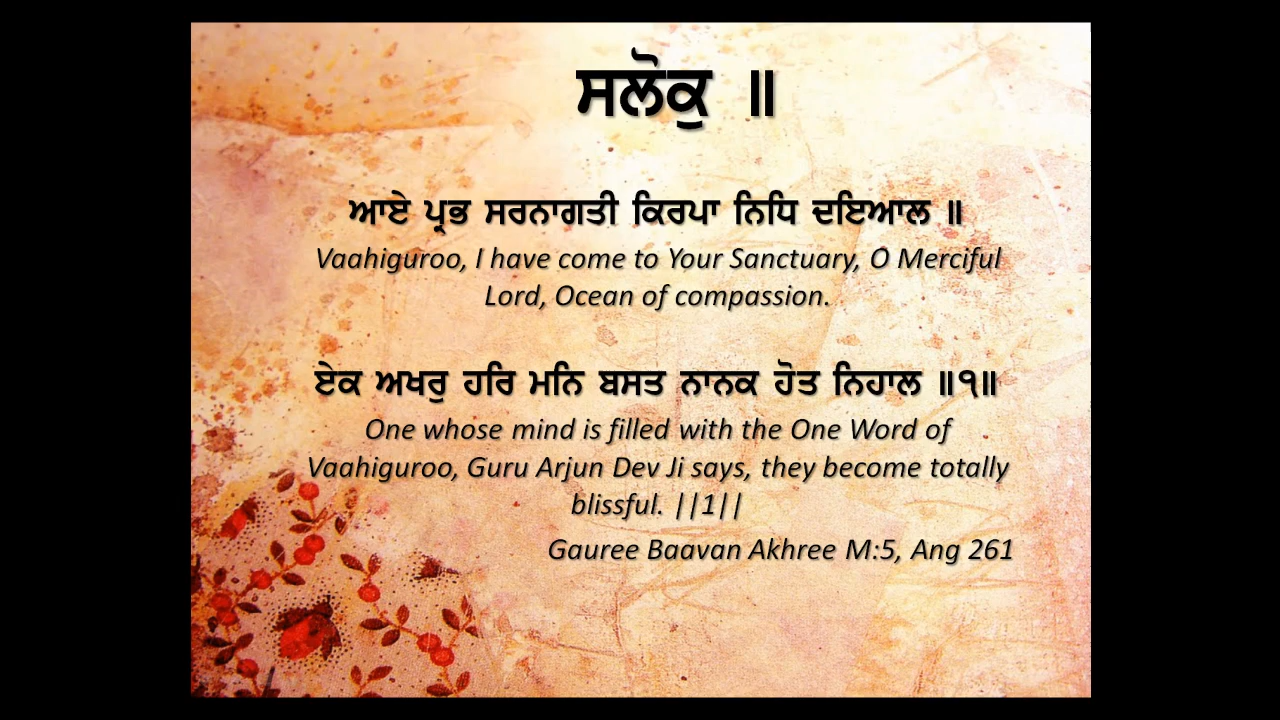 ਸਲੋਕੁ ॥
ਆਏ ਪ੍ਰਭ ਸਰਨਾਗਤੀ ਕਿਰਪਾ ਨਿਧਿ ਦਇਆਲ ॥
Vaahiguroo, I have come to Your Sanctuary, O Merciful
Lord, Ocean of compassion.
ਏਕ ਅਖਰੁ ਹਰਿ ਮਨਿ ਬਸਤ ਨਾਨਕ ਹੋਤ ਨਿਹਾਲ ॥੧॥
One whose mind is filled with the One Word of
Vaahiguroo, Guru Arjun Dev Ji says, they become totally
blissful. ||1||
Gauree Baavan Akhree M:5, Ang 261